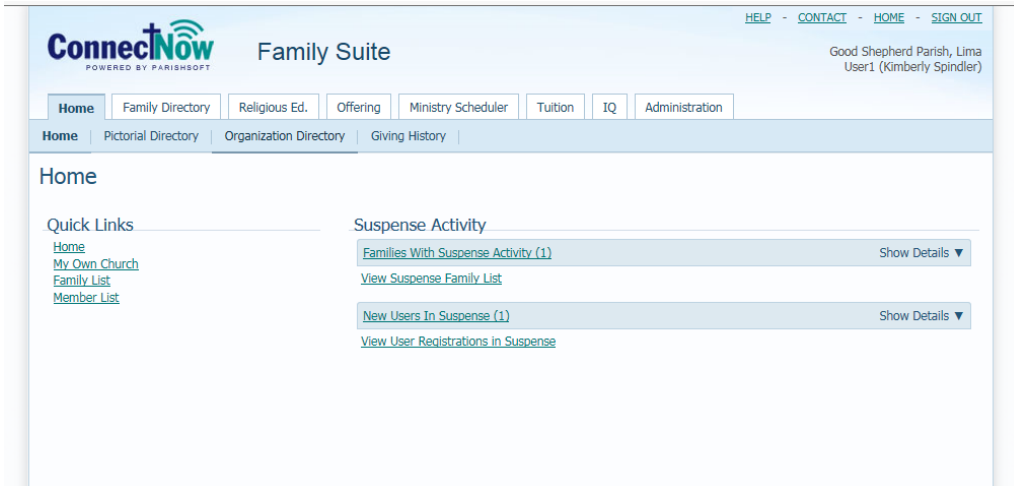 HELP - CONTACT - HOME - SIGN OUT
ConnectNow
POWERED BY PARISHSOFT
Family Suite
Good Shepherd Parish, Lima
User1 (Kimberly Spindler)
Home Family Directory Religious Ed. Offering Ministry Scheduler Tuition IQ Administration
Home | Pictorial Directory | Organization Directory | Giving History |
Home
Quick Links
Home
My Own Church
Family List
Member List
Suspense Activity
Families With Suspense Activity (1) Show Details ▼
View Suspense Family List
New Users In Suspense (1) Show Details ▼
View User Registrations in Suspense